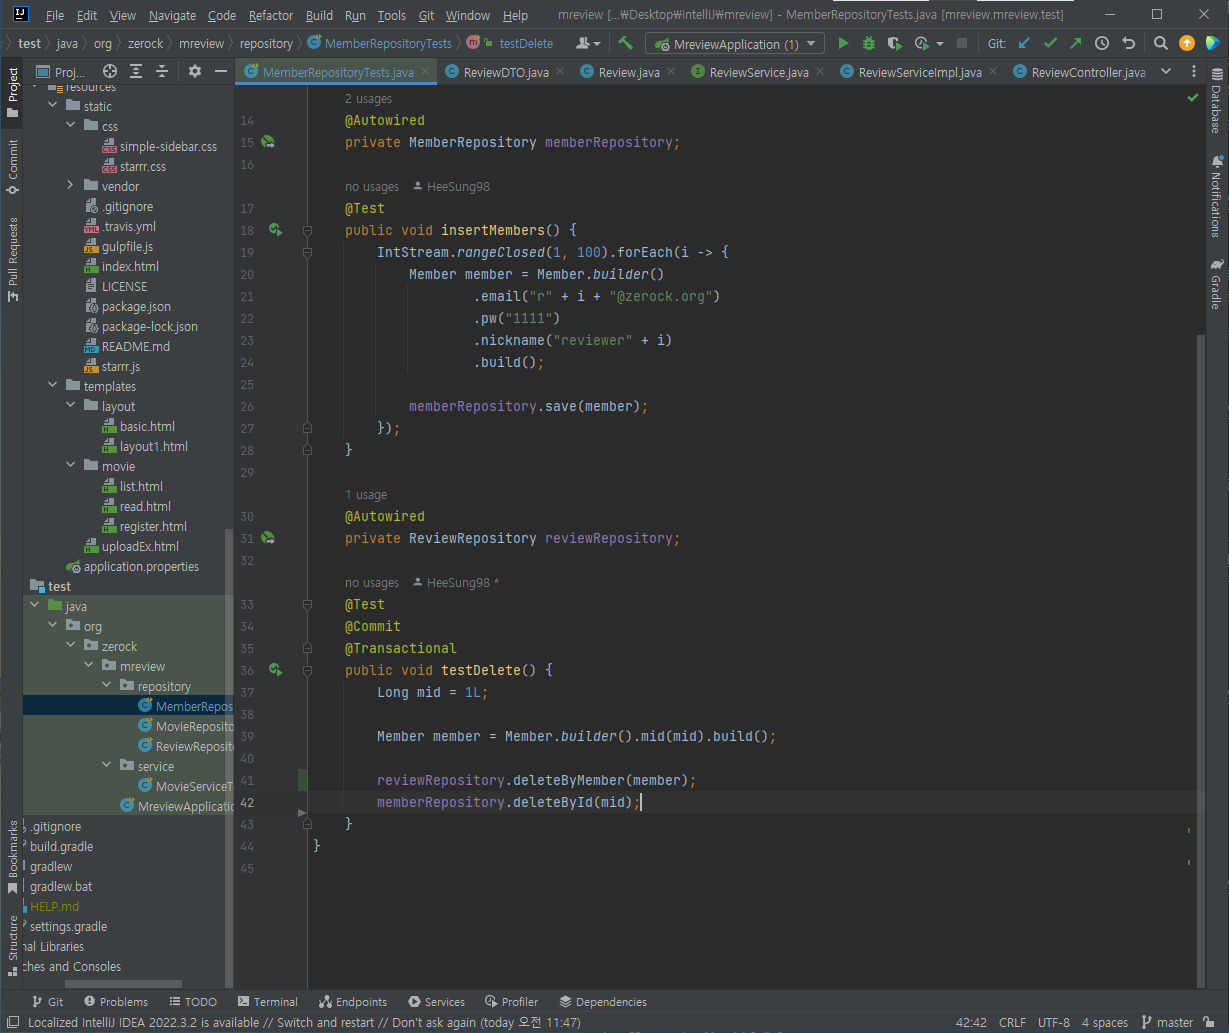 File Edit View Navigate Code Refactor Build Run Tools Git Window Help mreview [...₩Desktop₩IntelliJ₩mreview] - MemberRepositoryTests.java [mreview.mreview.test]
test java org zerock mreview repository MemberRepositoryTests testDelete MreviewApplication (1) Git:
Proj... MemberRepositoryTests.java ReviewDTO.java Review.java ReviewService.java ReviewServiceImpl.java ReviewController.java
Project
Commit
Pull Requests
Bookmarks
Structure
resources
static
css
simple-sidebar.css
starrr.css
vendor
.gitignore
.travis.yml
gulpfile.js
index.html
LICENSE
package.json
package-lock.json
README.md
starrr.js
templates
layout
basic.html
layout1.html
movie
list.html
read.html
register.html
uploadEx.html
application.properties
test
java
org
zerock
mreview
repository
MemberRepos
MovieReposito
ReviewReposit
service
MovieServiceT
MreviewApplicatio
.gitignore
build.gradle
gradlew
gradlew.bat
HELP.md
settings.gradle
nal Libraries
ches and Consoles
2 usages
14 @Autowired
15 private MemberRepository memberRepository;
16
no usages HeeSung98
17 @Test
18 public void insertMembers() {
19 IntStream.rangeClosed(1, 100).forEach(i -> {
20 Member member = Member.builder()
21 .email("r" + i + "@zerock.org")
22 .pw("1111")
23 .nickname("reviewer" + i)
24 .build();
25
26 memberRepository.save(member);
27 });
28 }
29
1 usage
30 @Autowired
31 private ReviewRepository reviewRepository;
32
no usages HeeSung98 *
33 @Test
34 @Commit
35 @Transactional
36 public void testDelete() {
37 Long mid = 1L;
38
39 Member member = Member.builder().mid(mid).build();
40
41 reviewRepository.deleteByMember(member);
42 memberRepository.deleteById(mid);
43 }
44 }
45
Database
Notifications
Gradle
Git Problems TODO Terminal Endpoints Services Profiler Dependencies
Localized IntelliJ IDEA 2022.3.2 is available // Switch and restart // Don't ask again (today 오전 11:47) 42:42 CRLF UTF-8 4 spaces master